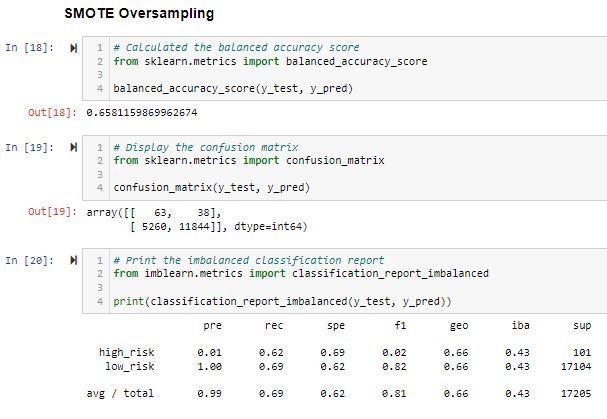 SMOTE Oversampling
In [18]:
1 # Calculated the balanced accuracy score
2 from sklearn.metrics import balanced_accuracy_score
3
4 balanced_accuracy_score(y_test, y_pred)
Out[18]: 0.6581159869962674
In [19]:
1 # Display the confusion matrix
2 from sklearn.metrics import confusion_matrix
3
4 confusion_matrix(y_test, y_pred)
Out[19]: array([[   63,    38],
       [ 5260, 11844]], dtype=int64)
In [20]:
1 # Print the imbalanced classification report
2 from imblearn.metrics import classification_report_imbalanced
3
4 print(classification_report_imbalanced(y_test, y_pred))
pre rec spe f1 geo iba sup
high_risk 0.01 0.62 0.69 0.02 0.66 0.43 101
low_risk 1.00 0.69 0.62 0.82 0.66 0.43 17104
avg / total 0.99 0.69 0.62 0.81 0.66 0.43 17205